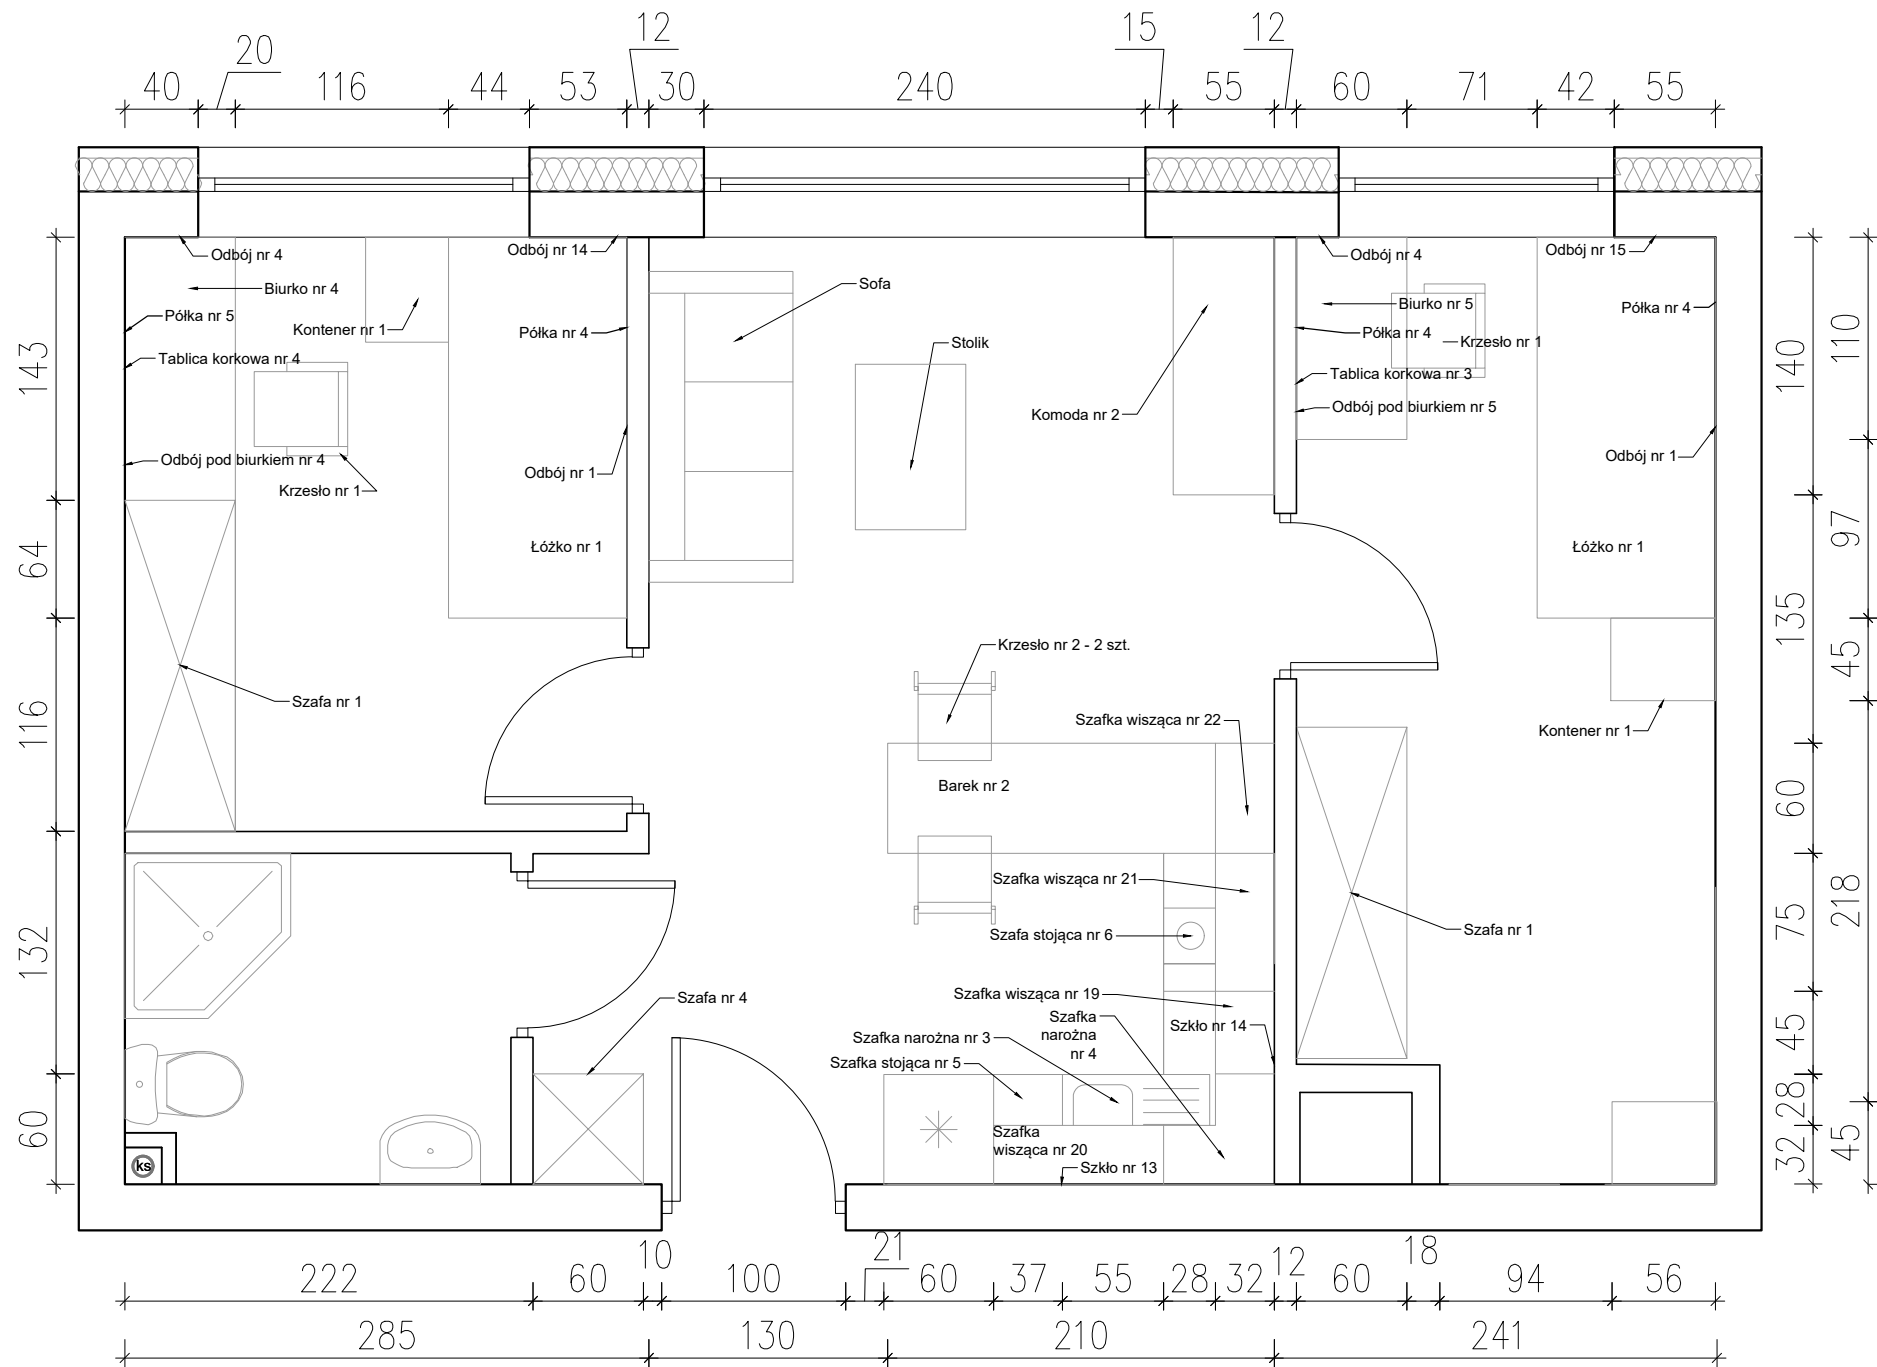 12
15
12
20
40
116
44
53
30
240
55
60
71
42
55
Odbój nr 4
Odbój nr 14
Odbój nr 4
Odbój nr 15
Biurko nr 4
Sofa
Biurko nr 5
Półka nr 5
Kontener nr 1
Półka nr 4
Stolik
Półka nr 4
Krzesło nr 1
Półka nr 4
Tablica korkowa nr 4
Tablica korkowa nr 3
Komoda nr 2
Odbój pod biurkiem nr 5
Odbój pod biurkiem nr 4
Odbój nr 1
Odbój nr 1
Krzesło nr 1
Łóżko nr 1
Łóżko nr 1
Krzesło nr 2 - 2 szt.
Szafa nr 1
Szafka wisząca nr 22
Kontener nr 1
Barek nr 2
Szafka wisząca nr 21
Szafa stojąca nr 6
Szafa nr 1
Szafa nr 4
Szafka wisząca nr 19
Szafka
narożna
nr 4
Szkło nr 14
Szafka narożna nr 3
Szafka stojąca nr 5
Szafka
wisząca nr 20
Szkło nr 13
ks
143
64
116
132
60
140
135
60
75
45
28
32
110
97
45
218
45
10
21
12
18
222
60
100
60
37
55
28
32
60
94
56
285
130
210
241